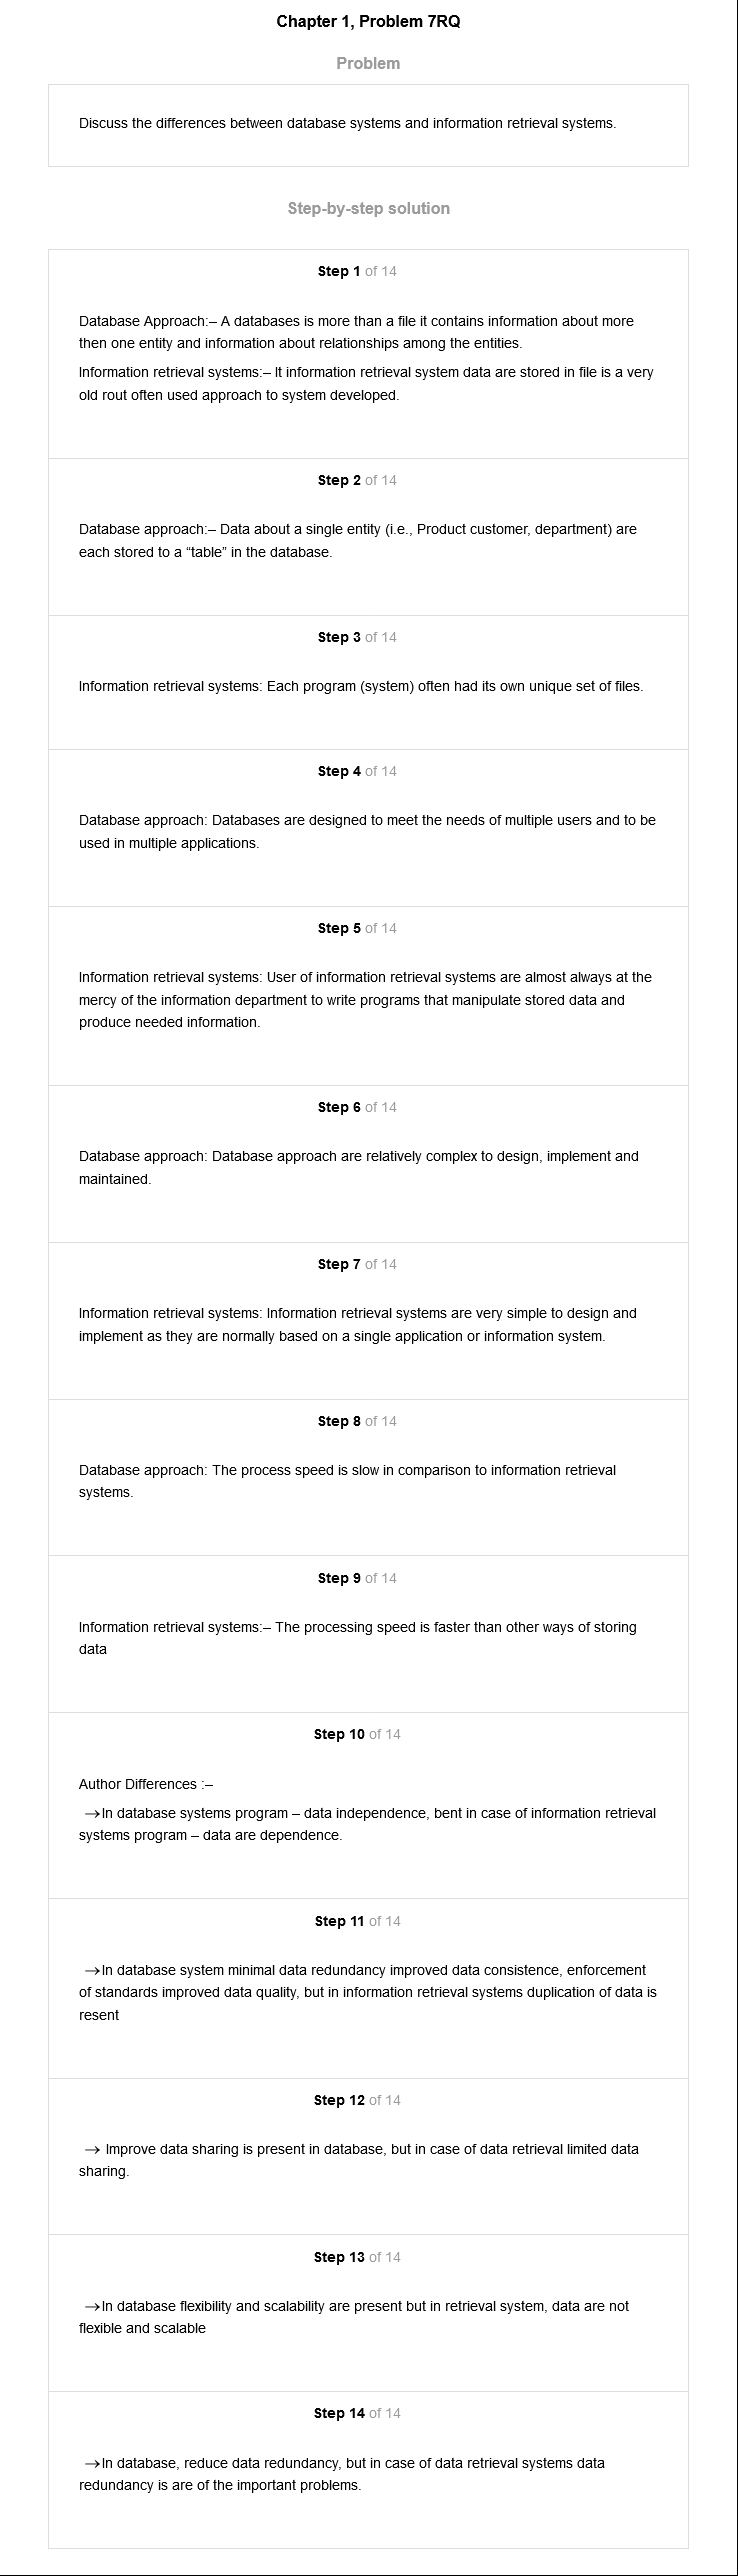 Chapter 1, Problem 7RQ
Problem
Discuss the differences between database systems and information retrieval systems.
Step-by-step solution
Step 1 of 14
Database Approach:– A databases is more than a file it contains information about more
then one entity and information about relationships among the entities.
Information retrieval systems:– It information retrieval system data are stored in file is a very
old rout often used approach to system developed.
Step 2 of 14
Database approach:– Data about a single entity (i.e., Product customer, department) are
each stored to a “table” in the database.
Step 3 of 14
Information retrieval systems: Each program (system) often had its own unique set of files.
Step 4 of 14
Database approach: Databases are designed to meet the needs of multiple users and to be
used in multiple applications.
Step 5 of 14
Information retrieval systems: User of information retrieval systems are almost always at the
mercy of the information department to write programs that manipulate stored data and
produce needed information.
Step 6 of 14
Database approach: Database approach are relatively complex to design, implement and
maintained.
Step 7 of 14
Information retrieval systems: Information retrieval systems are very simple to design and
implement as they are normally based on a single application or information system.
Step 8 of 14
Database approach: The process speed is slow in comparison to information retrieval
systems.
Step 9 of 14
Information retrieval systems:– The processing speed is faster than other ways of storing
data
Step 10 of 14
Author Differences :–
→In database systems program – data independence, bent in case of information retrieval
systems program – data are dependence.
Step 11 of 14
→In database system minimal data redundancy improved data consistence, enforcement
of standards improved data quality, but in information retrieval systems duplication of data is
resent
Step 12 of 14
→ Improve data sharing is present in database, but in case of data retrieval limited data
sharing.
Step 13 of 14
→In database flexibility and scalability are present but in retrieval system, data are not
flexible and scalable
Step 14 of 14
→In database, reduce data redundancy, but in case of data retrieval systems data
redundancy is are of the important problems.